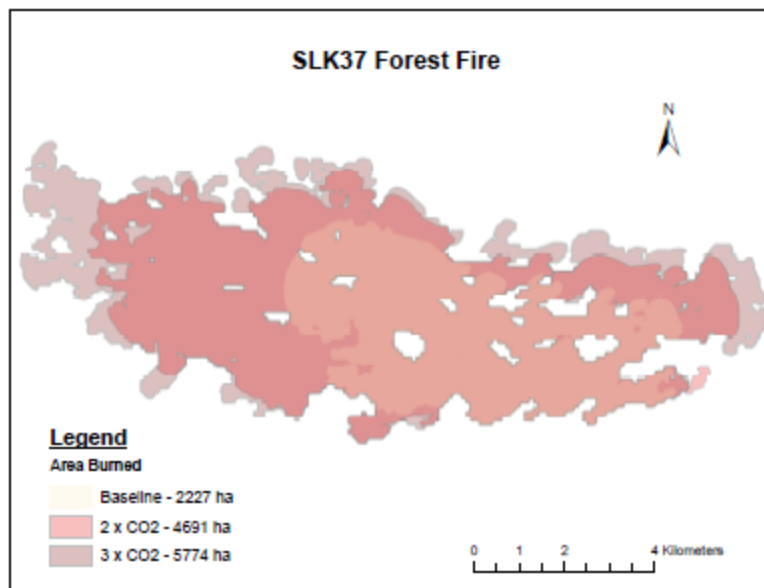 SLK37 Forest Fire
N
Legend
Area Burned
Baseline - 2227 ha
2 x CO2 - 4691 ha
3 x CO2 - 5774 ha
0 1 2 4 Kilometers